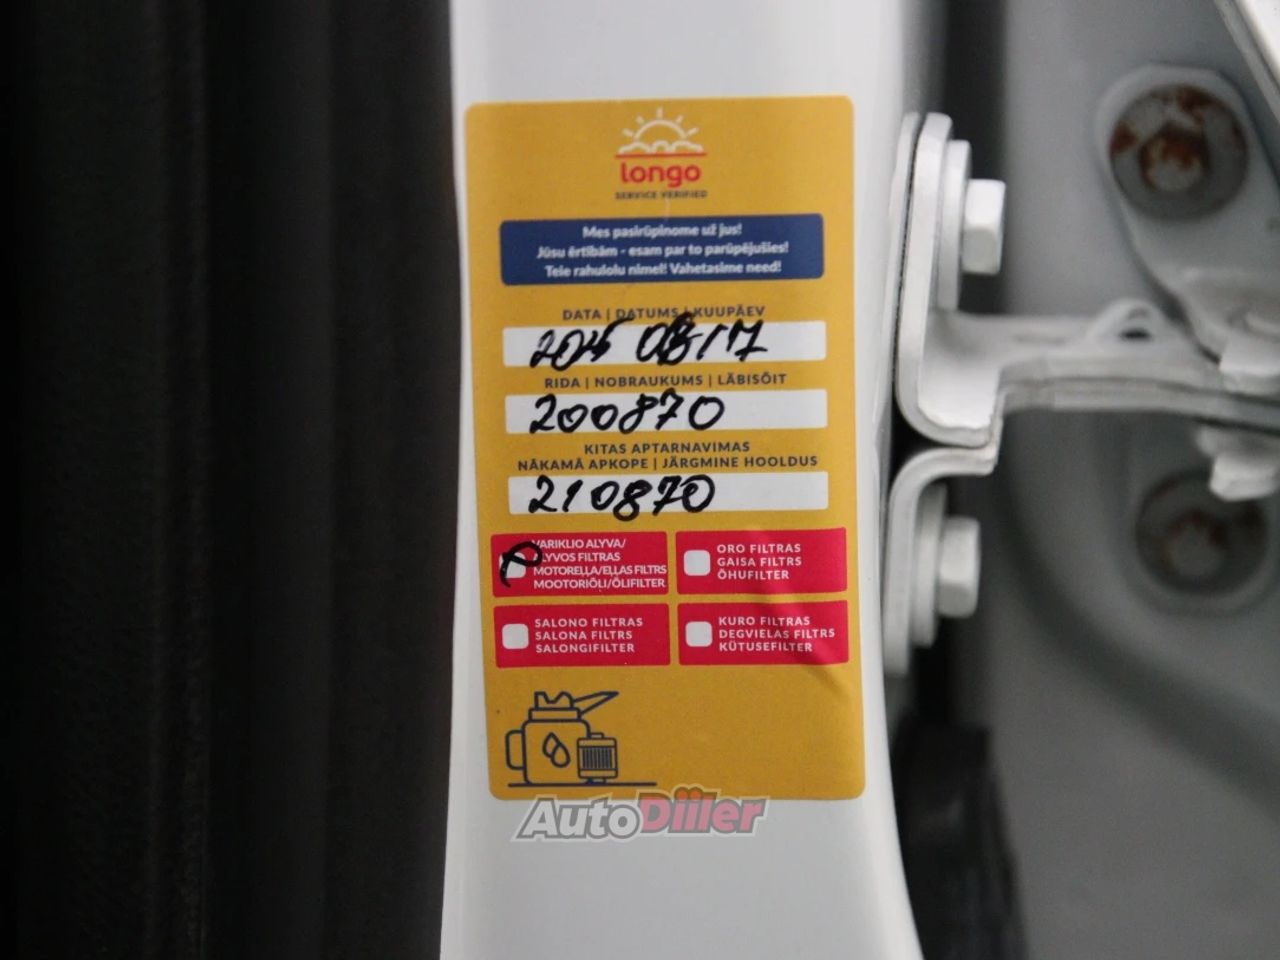 longo
SERVICE VERIFIED
Mes pasirūpinome už jus!
Jūsu ērtībām - esam par to parūpējušies!
Teie rahulolu nimel! Vahetasime need!
DATA | DATUMS | KUUPÄEV
RIDA | NOBRAUKUMS | LÄBISÕIT
200870
KITAS APTARNAVIMAS
NĀKAMĀ APKOPE | JÄRGMINE HOOLDUS
210870
VARIKLIO ALYVA/
ALYVOS FILTRAS
MOTOREĻĻA/EĻĻAS FILTRS
MOOTORIÕLI/ÕLIFILTER
ORO FILTRAS
GAISA FILTRS
ÕHUFILTER
SALONO FILTRAS
SALONA FILTRS
SALONGIFILTER
KURO FILTRAS
DEGVIELAS FILTRS
KÜTUSEFILTER
AutoDiiler